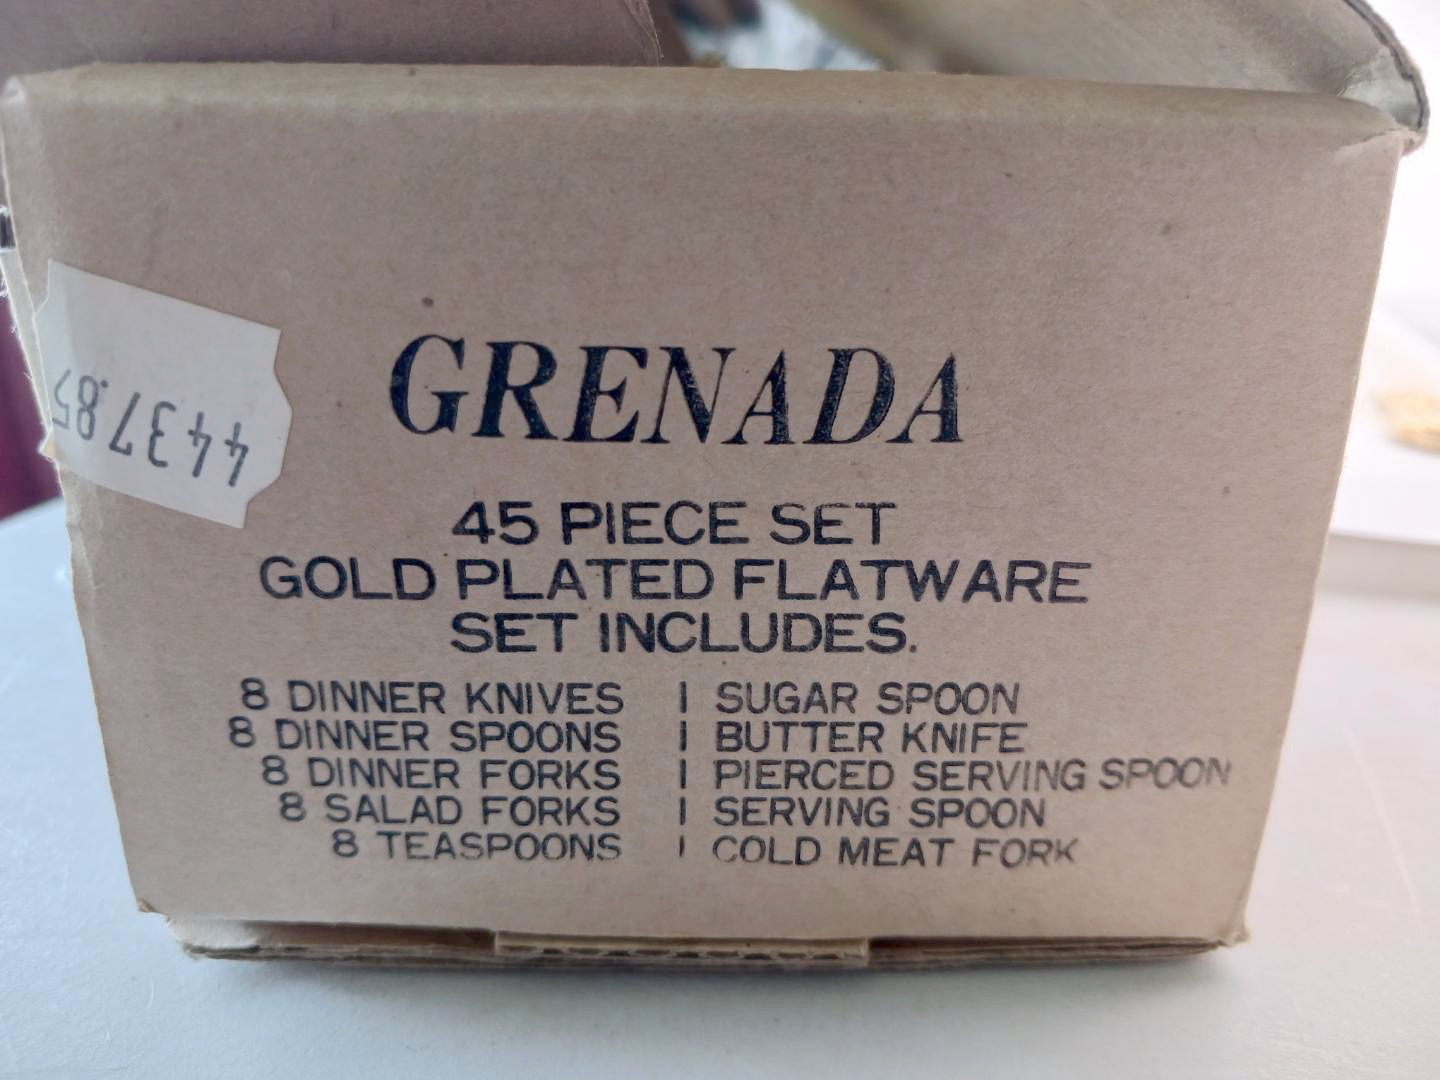 GRENADA
45 PIECE SET
GOLD PLATED FLATWARE
SET INCLUDES.
8 DINNER KNIVES 1 SUGAR SPOON
8 DINNER SPOONS 1 BUTTER KNIFE
8 DINNER FORKS 1 PIERCED SERVING SPOON
8 SALAD FORKS 1 SERVING SPOON
8 TEASPOONS 1 COLD MEAT FORK